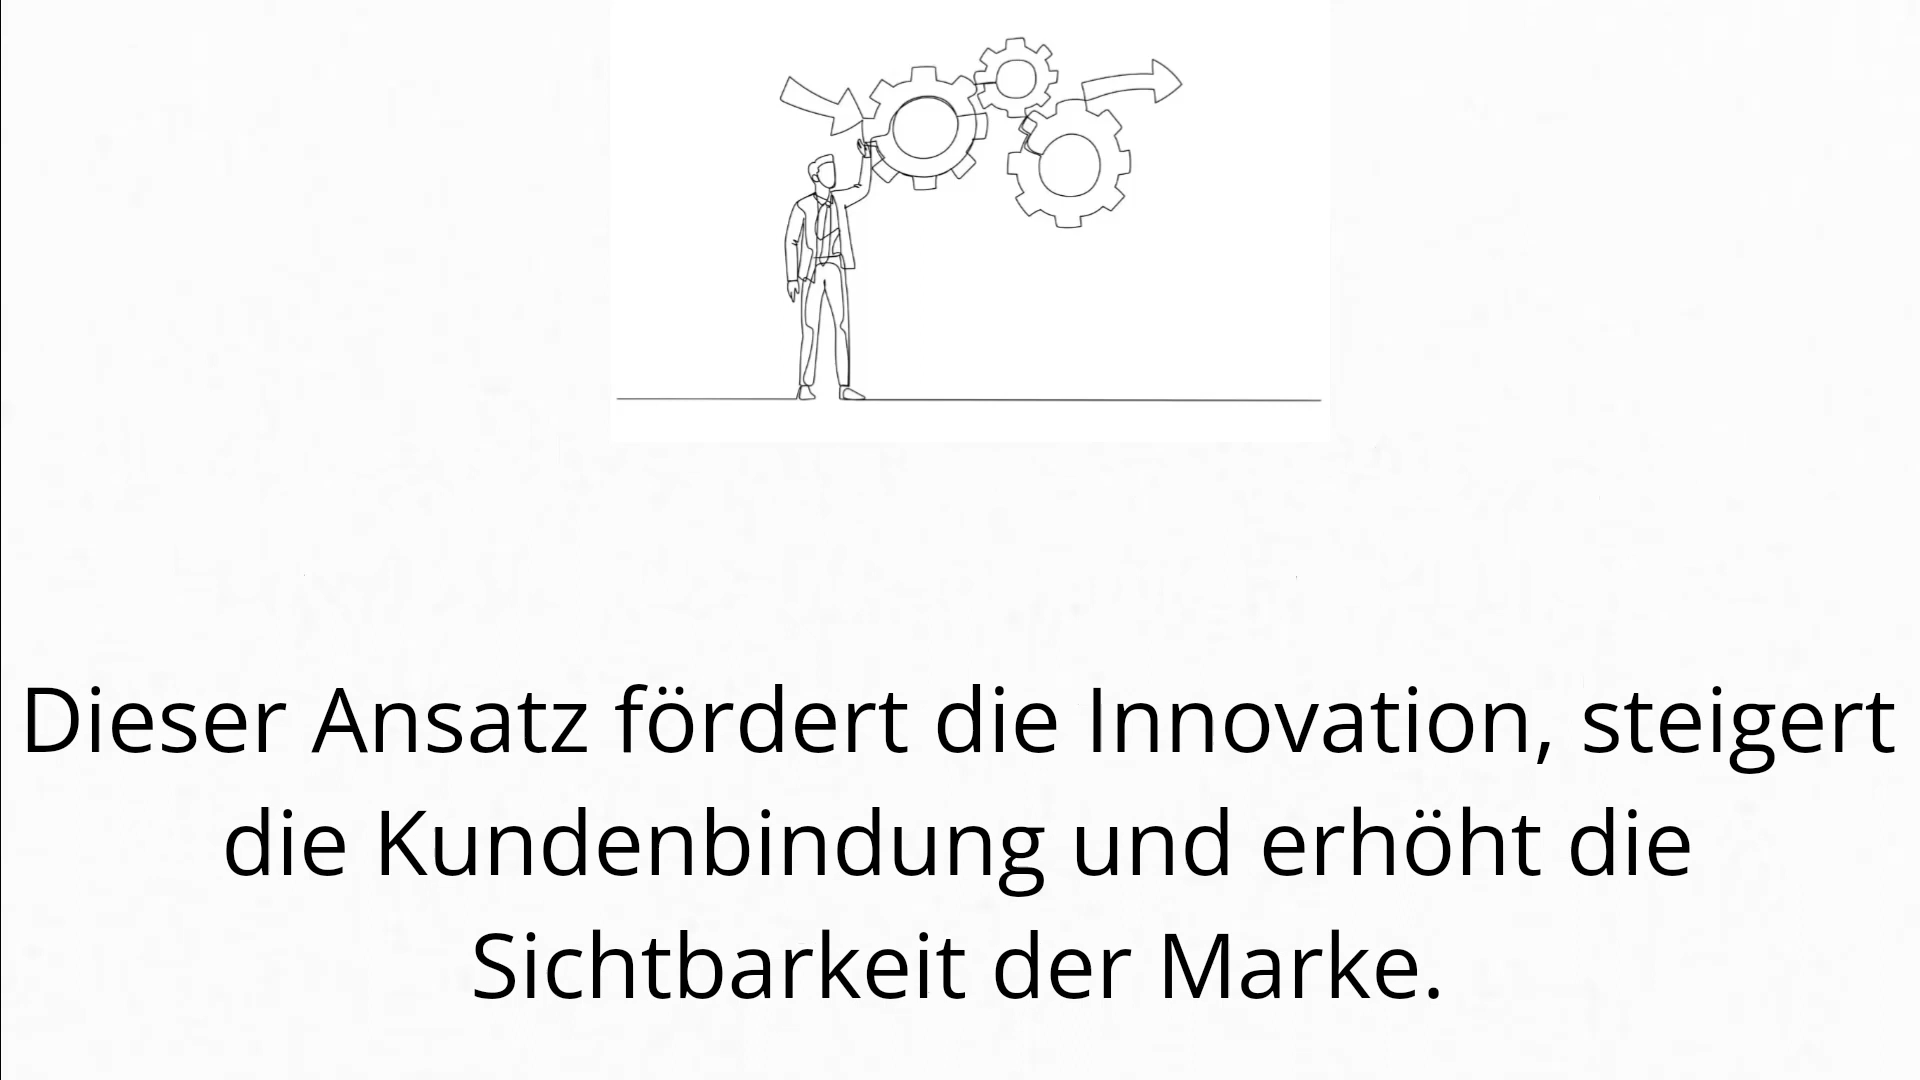 Dieser Ansatz fördert die Innovation, steigert
die Kundenbindung und erhöht die
Sichtbarkeit der Marke.